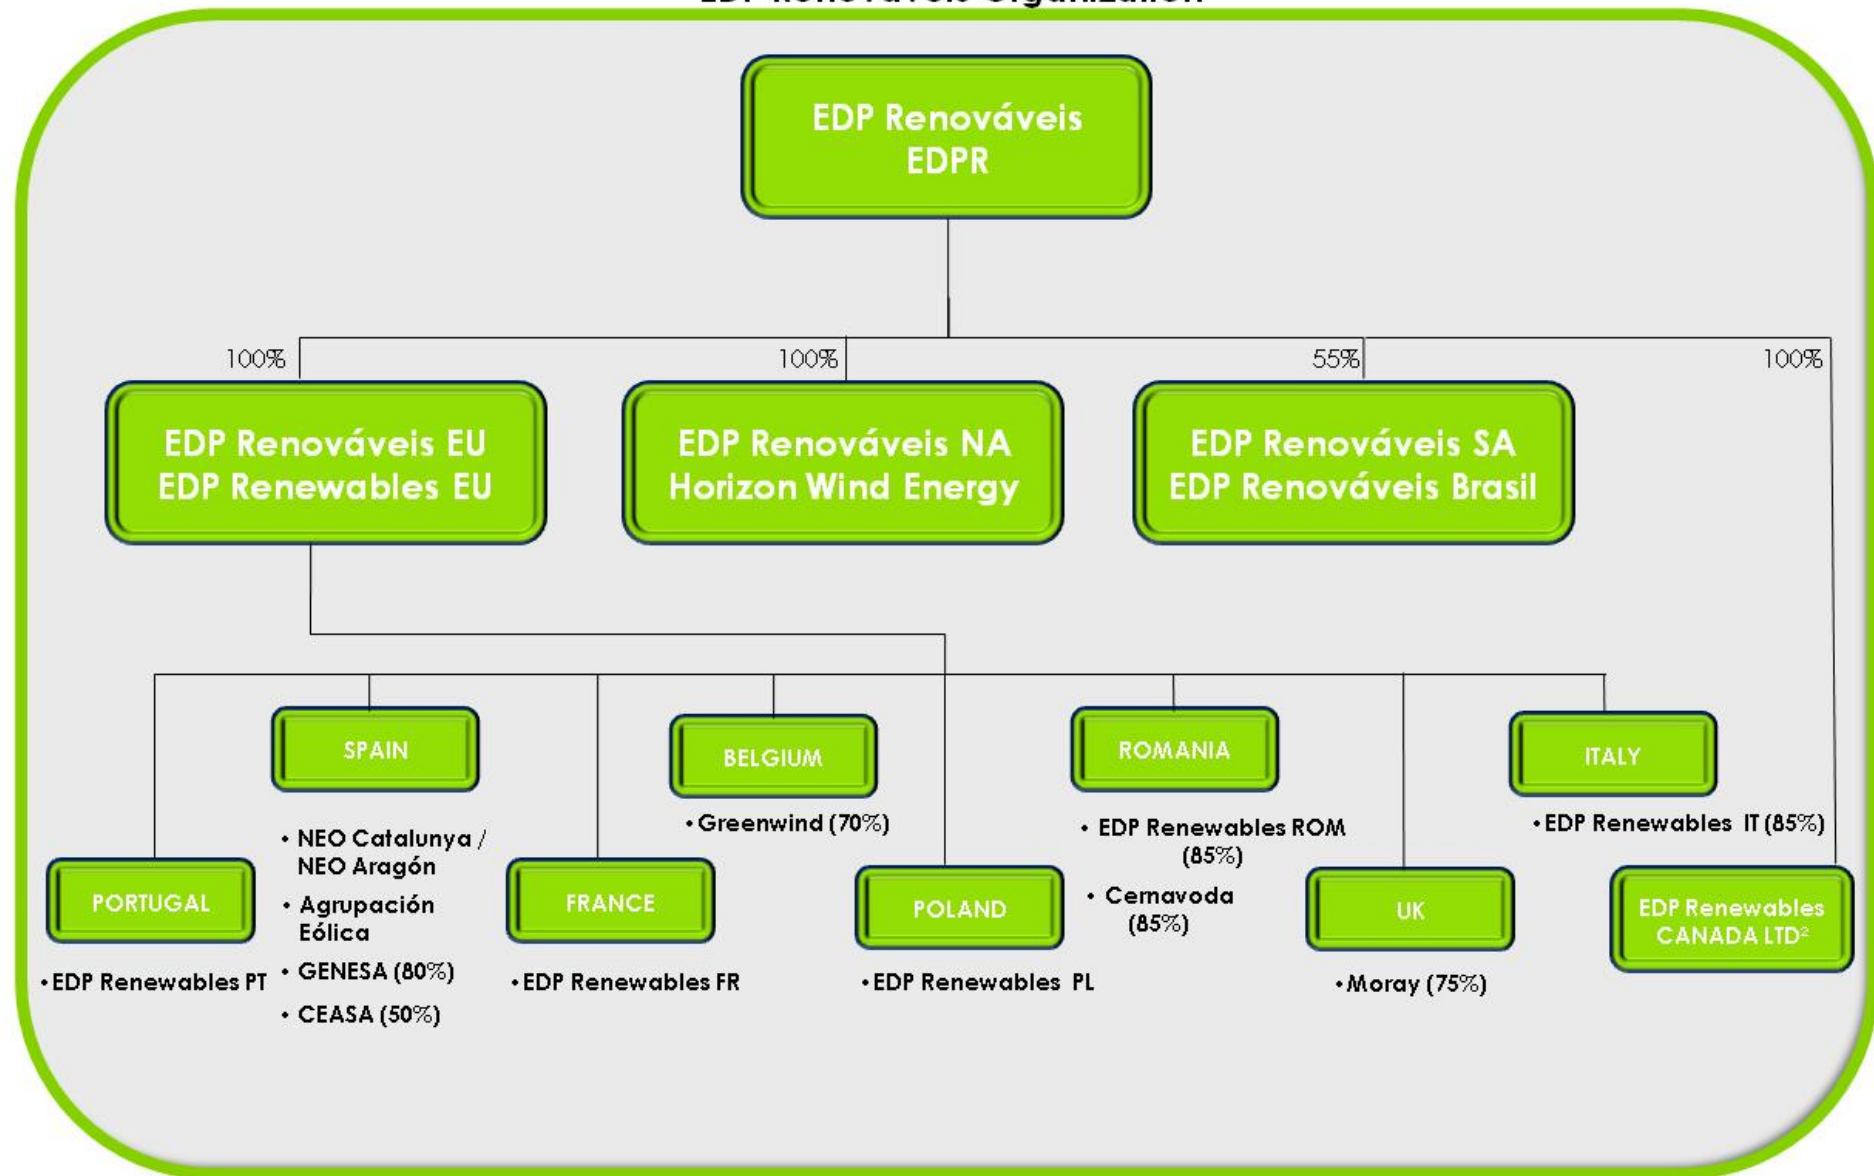 EDP Renováveis Organization
EDP Renováveis
EDPR
100%
100%
55%
100%
EDP Renováveis EU
EDP Renewables EU
EDP Renováveis NA
Horizon Wind Energy
EDP Renováveis SA
EDP Renováveis Brasil
SPAIN
• NEO Catalunya /
NEO Aragón
• Agrupación
Eólica
• GENESA (80%)
• CEASA (50%)
BELGIUM
• Greenwind (70%)
ROMANIA
• EDP Renewables ROM
(85%)
• Cernavoda
(85%)
ITALY
• EDP Renewables IT (85%)
PORTUGAL
• EDP Renewables PT
FRANCE
• EDP Renewables FR
POLAND
• EDP Renewables PL
UK
• Moray (75%)
EDP Renewables
CANADA LTD²